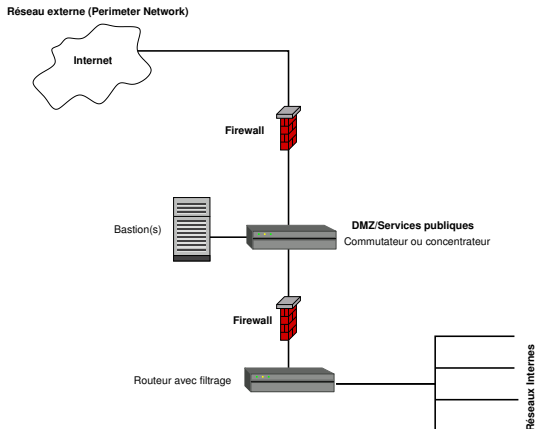 Réseau externe (Perimeter Network)
Internet
Firewall
DMZ/Services publiques
Bastion(s)
Commutateur ou concentrateur
Firewall
Routeur avec filtrage
Réseaux Internes